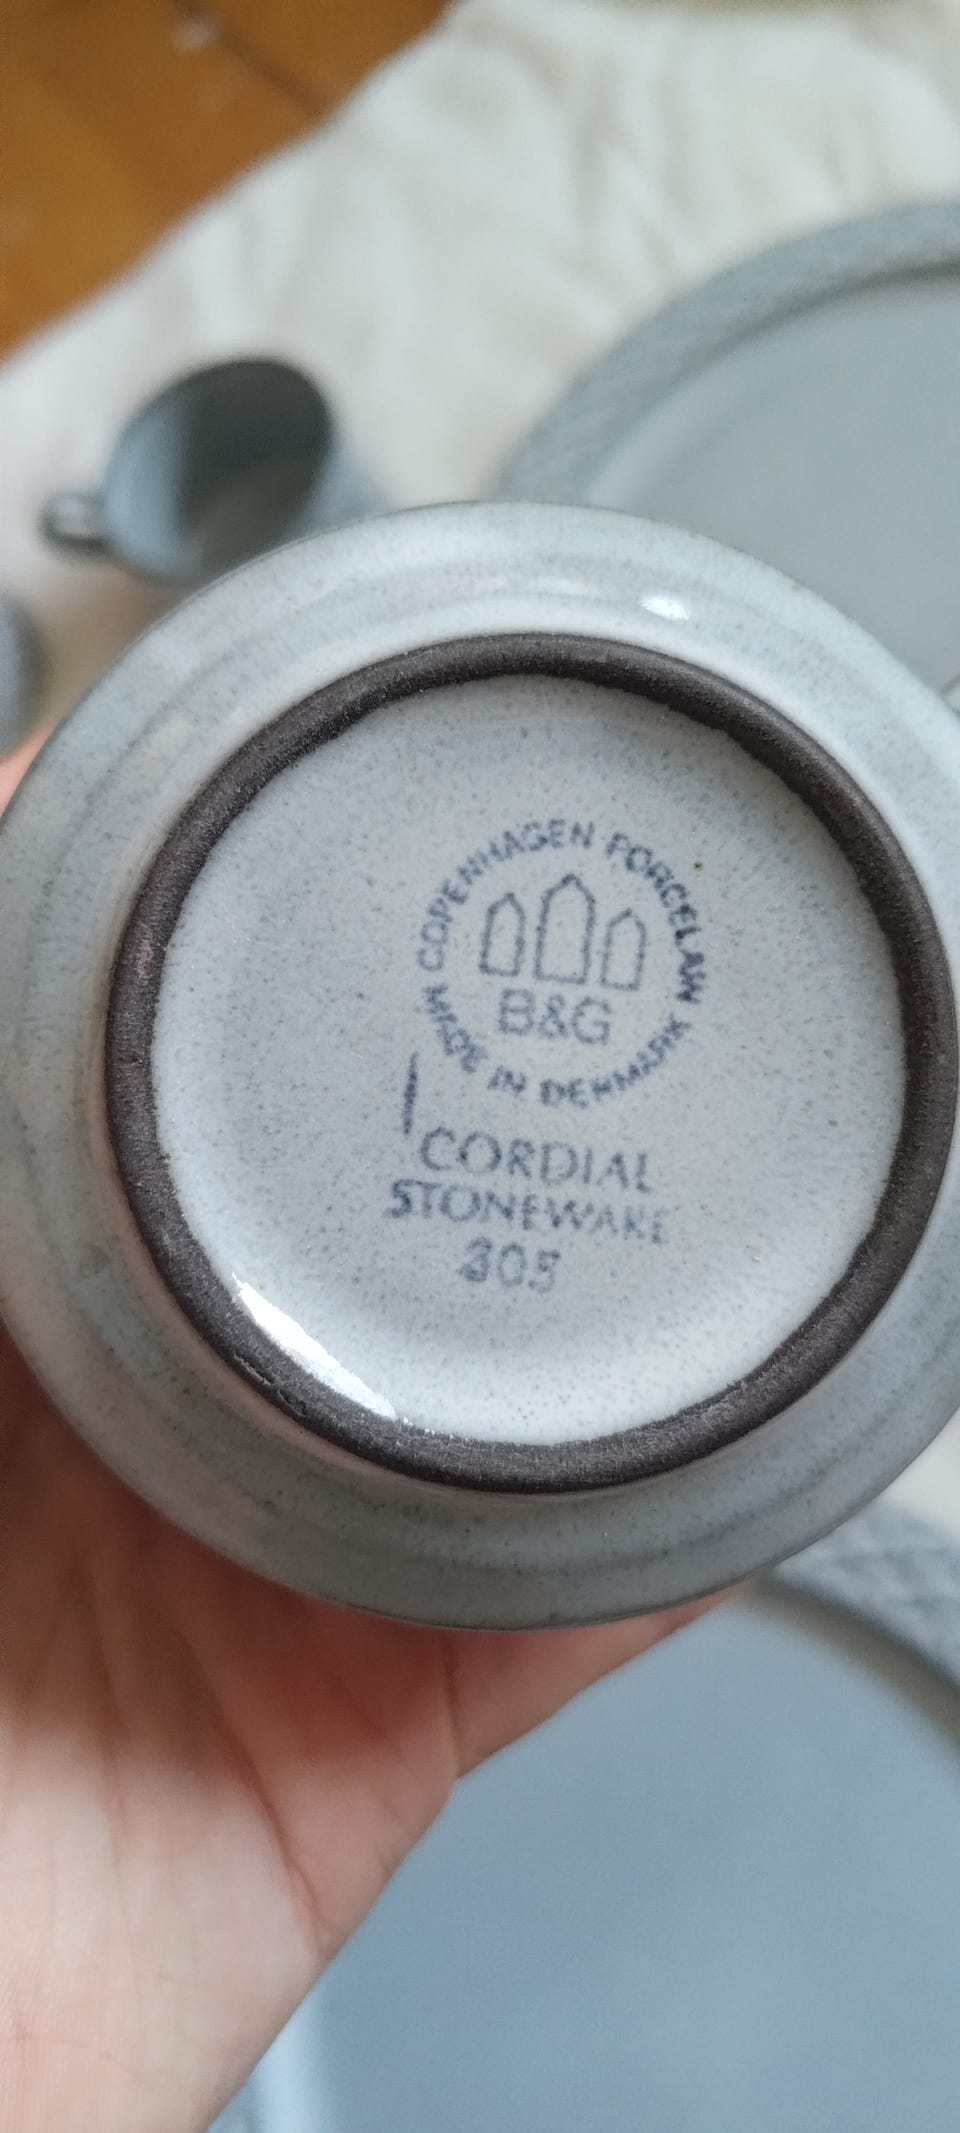 COPENHAGEN PORCELAIN
MADE IN DENMARK
B&G
CORDIAL
STONEWARE
305